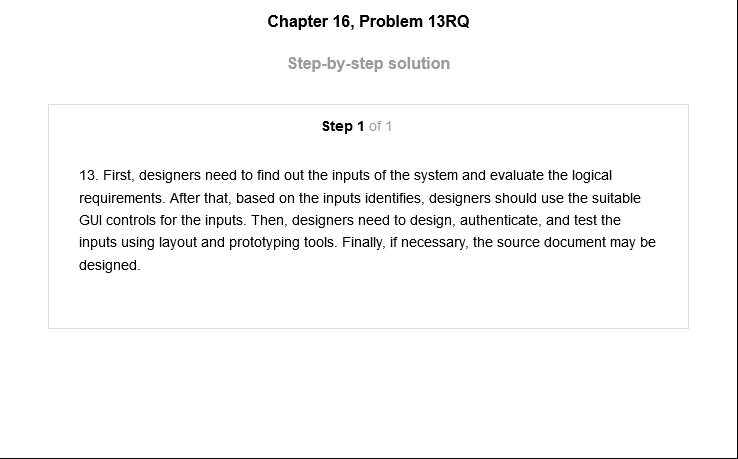 Chapter 16, Problem 13RQ
Step-by-step solution
Step 1 of 1
13. First, designers need to find out the inputs of the system and evaluate the logical
requirements. After that, based on the inputs identifies, designers should use the suitable
GUI controls for the inputs. Then, designers need to design, authenticate, and test the
inputs using layout and prototyping tools. Finally, if necessary, the source document may be
designed.